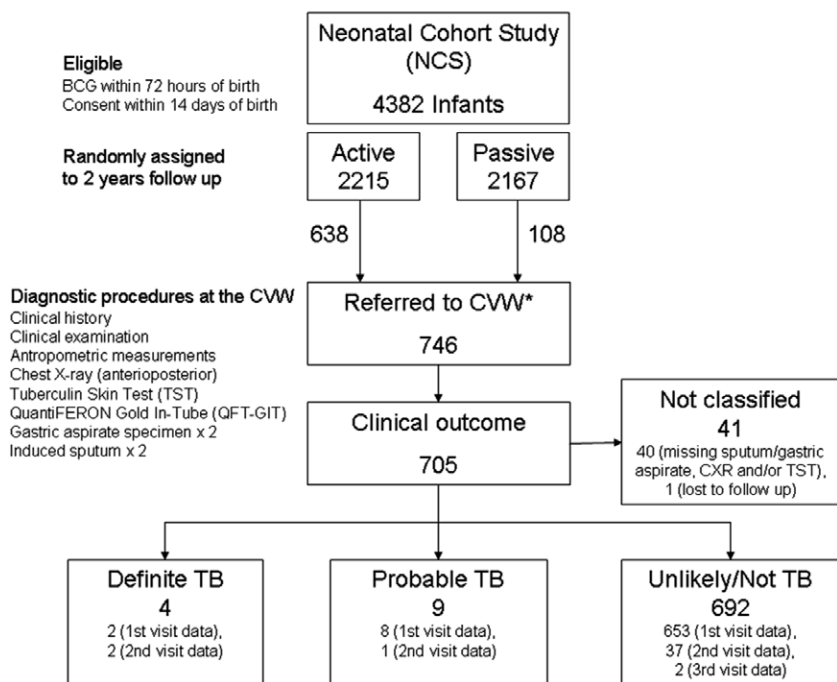 Neonatal Cohort Study
(NCS)
4382 Infants
Eligible
BCG within 72 hours of birth
Consent within 14 days of birth
Randomly assigned
to 2 years follow up
Active
2215
Passive
2167
638
108
Diagnostic procedures at the CVW
Clinical history
Clinical examination
Antropometric measurements
Chest X-ray (anterioposterior)
Tuberculin Skin Test (TST)
QuantiFERON Gold In-Tube (QFT-GIT)
Gastric aspirate specimen x 2
Induced sputum x 2
Referred to CVW*
746
Clinical outcome
705
Not classified
41
40 (missing sputum/gastric
aspirate, CXR and/or TST),
1 (lost to follow up)
Definite TB
4
2 (1st visit data),
2 (2nd visit data)
Probable TB
9
8 (1st visit data),
1 (2nd visit data)
Unlikely/Not TB
692
653 (1st visit data),
37 (2nd visit data),
2 (3rd visit data)